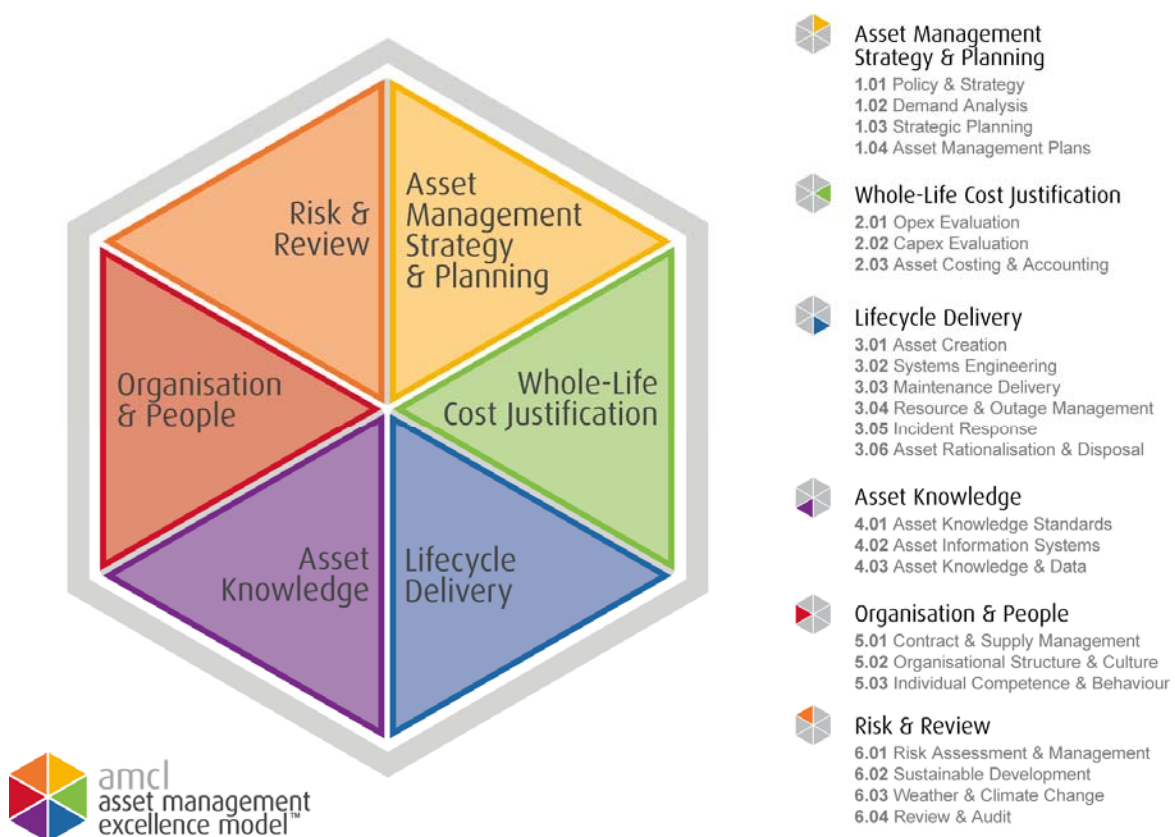 Risk &
Review
Asset
Management
Strategy
& Planning
Organisation
& People
Whole-Life
Cost Justification
Asset
Knowledge
Lifecycle
Delivery
amcl
asset management
excellence model™
Asset Management
Strategy & Planning
1.01 Policy & Strategy
1.02 Demand Analysis
1.03 Strategic Planning
1.04 Asset Management Plans
Whole-Life Cost Justification
2.01 Opex Evaluation
2.02 Capex Evaluation
2.03 Asset Costing & Accounting
Lifecycle Delivery
3.01 Asset Creation
3.02 Systems Engineering
3.03 Maintenance Delivery
3.04 Resource & Outage Management
3.05 Incident Response
3.06 Asset Rationalisation & Disposal
Asset Knowledge
4.01 Asset Knowledge Standards
4.02 Asset Information Systems
4.03 Asset Knowledge & Data
Organisation & People
5.01 Contract & Supply Management
5.02 Organisational Structure & Culture
5.03 Individual Competence & Behaviour
Risk & Review
6.01 Risk Assessment & Management
6.02 Sustainable Development
6.03 Weather & Climate Change
6.04 Review & Audit